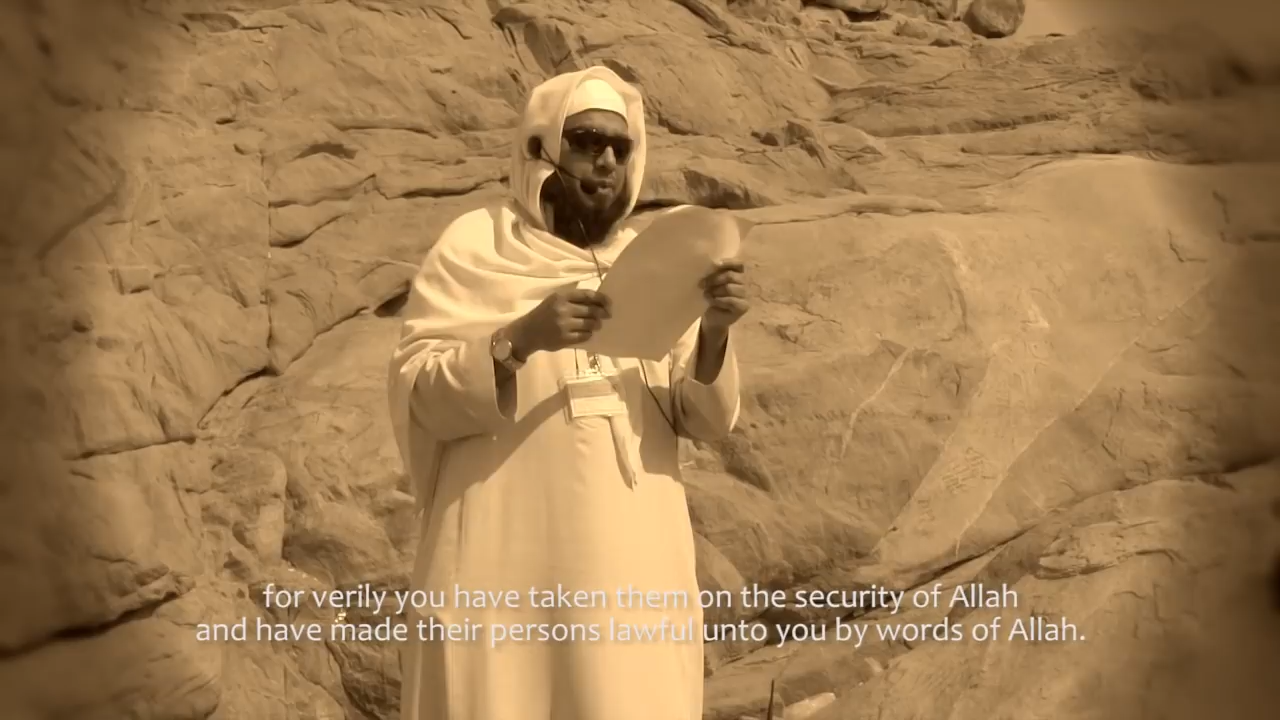 for verily you have taken them on the security of Allah
and have made their persons lawful unto you by words of Allah.